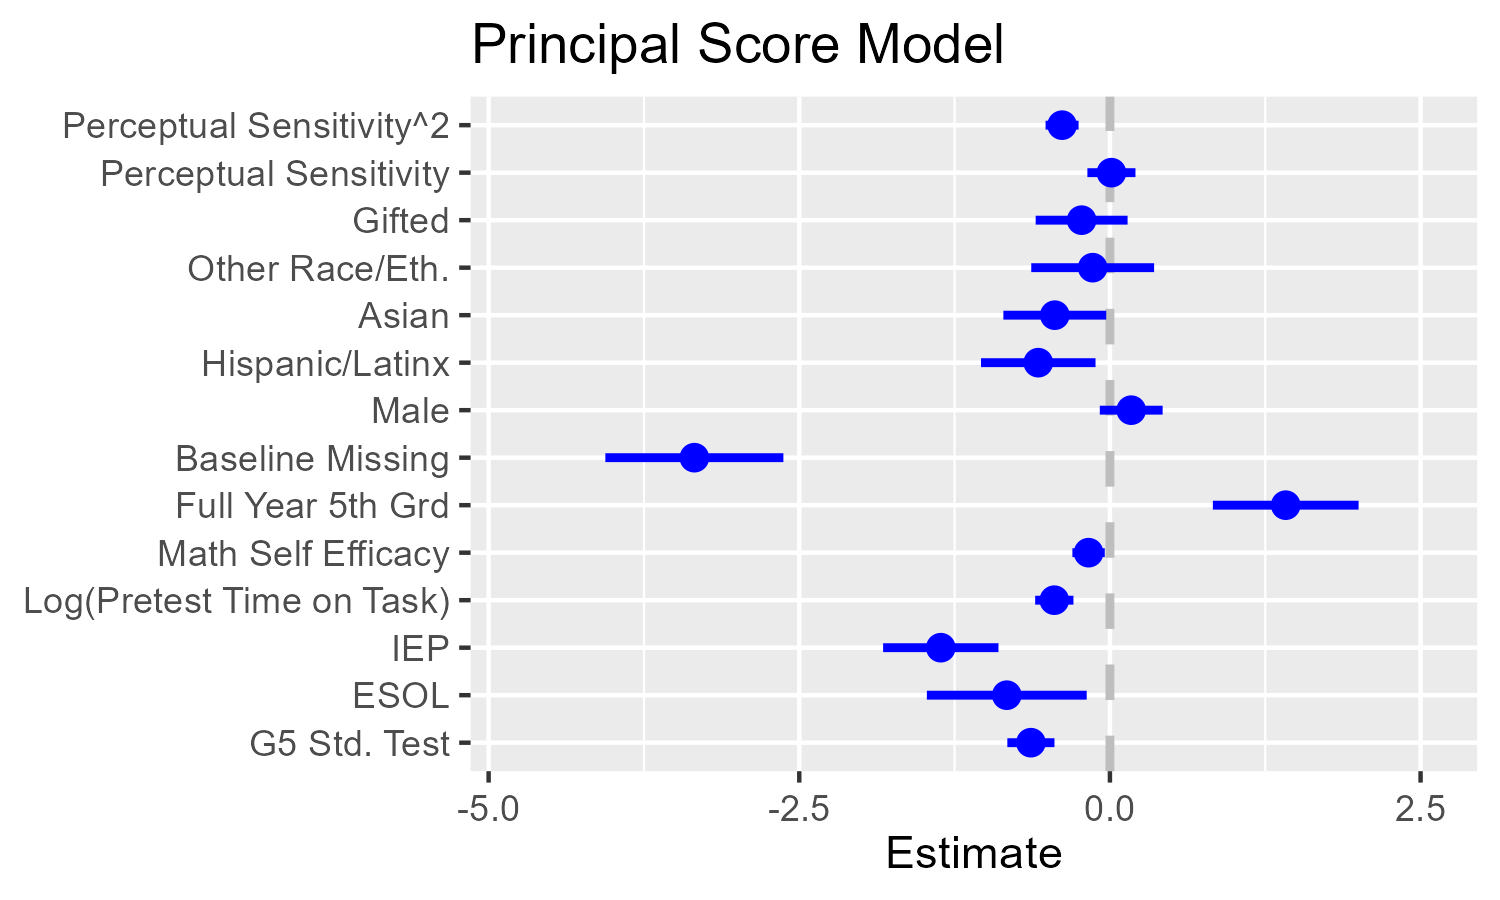 Principal Score Model
Perceptual Sensitivity^2
Perceptual Sensitivity
Gifted
Other Race/Eth.
Asian
Hispanic/Latinx
Male
Baseline Missing
Full Year 5th Grd
Math Self Efficacy
Log(Pretest Time on Task)
IEP
ESOL
G5 Std. Test
-5.0 -2.5 0.0 2.5
Estimate